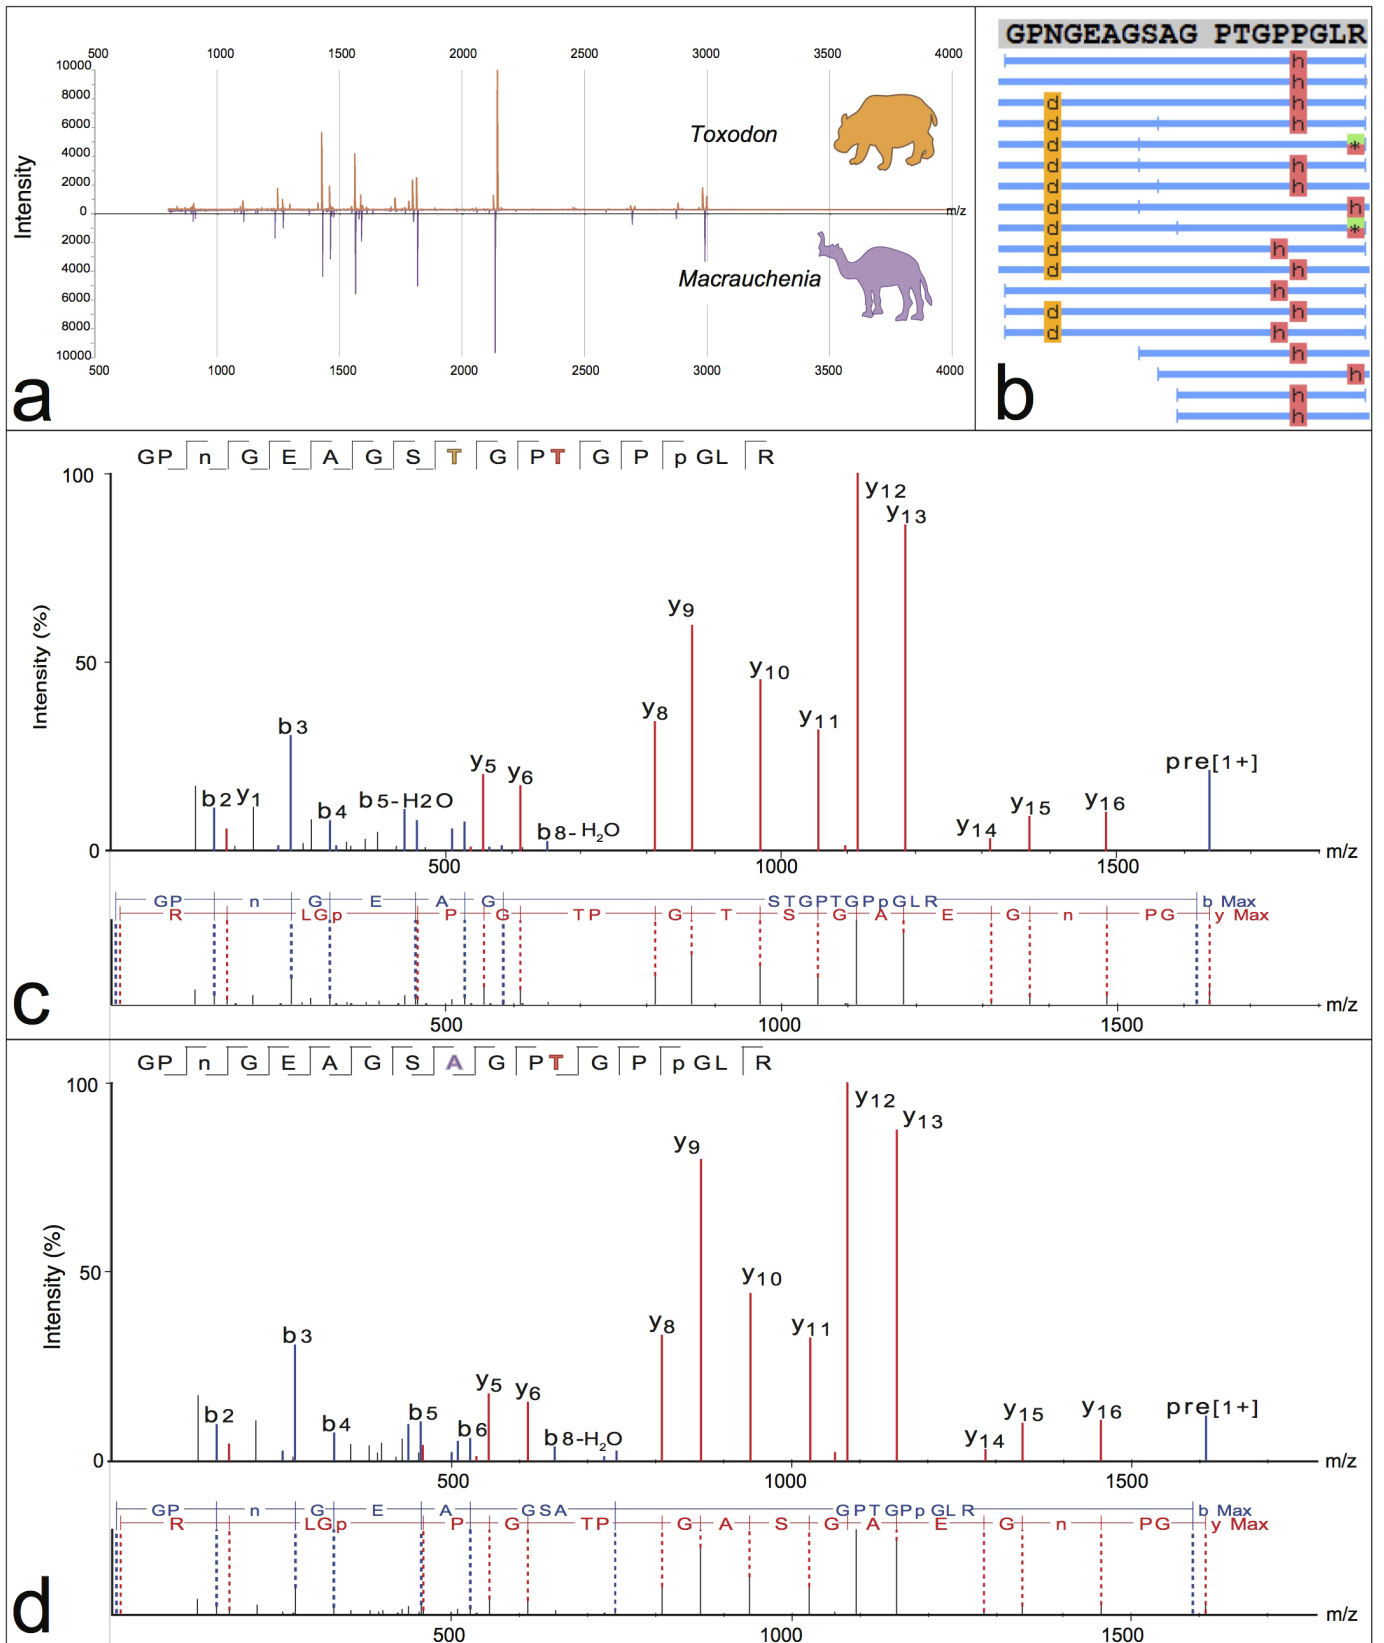 500 1000 1500 2000 2500 3000 3500 4000
10000
8000
6000
4000
2000
0
2000
4000
6000
8000
10000
Intensity
Toxodon
m/z
Macrauchenia
500 1000 1500 2000 2500 3000 3500 4000
a
GPNGEAGSAG PTGPPGLR
h
h
d h
d h
d *
d h
d h
d h
d *
d h
d h
h
d h
d h
h
h
h
h
b
GP n G E A G S T G P T G P p GL R
100
50
0
Intensity (%)
y12
y13
y9
y10
y8
y11
b3
y5
y6
b2 y1
b4
b5-H2O
b8-H2O
y14
y15
y16
pre[1+]
500 1000 1500 m/z
GP n G E A G STGPTGPpGLR b Max
R LGp P G TP G T S G A E G n PG y Max
500 1000 1500 m/z
c
GP n G E A G S A G P T G P p GL R
100
50
0
Intensity (%)
y12
y13
y9
y10
y8
y11
b3
y5
y6
b2
b4
b5
b6
b8-H2O
y14
y15
y16
pre[1+]
500 1000 1500 m/z
GP n G E A GSA GPTGPpGLR b Max
R LGp P G TP G A S G A E G n PG y Max
500 1000 1500 m/z
d